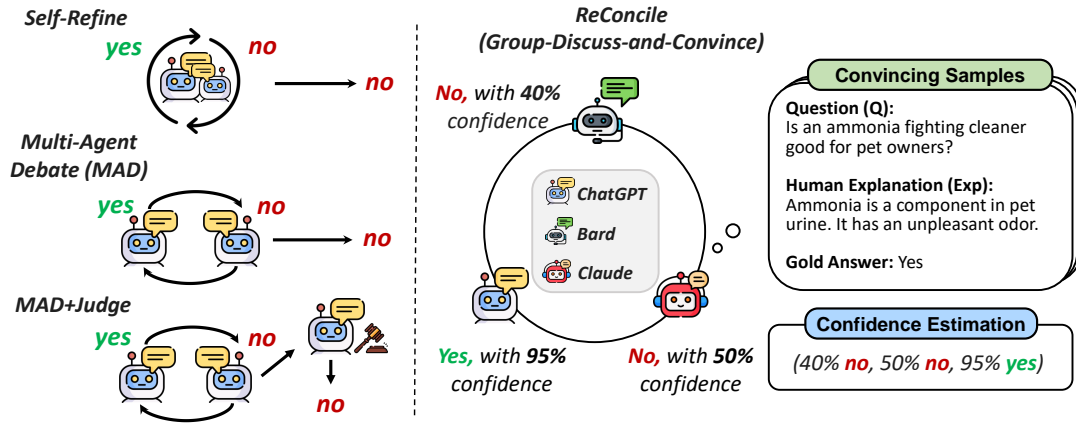 Self-Refine
yes
no
no
Multi-Agent
Debate (MAD)
yes
no
no
MAD+Judge
yes
no
no
ReConcile
(Group-Discuss-and-Convince)
No, with 40%
confidence
ChatGPT
Bard
Claude
Yes, with 95%
confidence
No, with 50%
confidence
Convincing Samples
Question (Q):
Is an ammonia fighting cleaner
good for pet owners?
Human Explanation (Exp):
Ammonia is a component in pet
urine. It has an unpleasant odor.
Gold Answer: Yes
Confidence Estimation
(40% no, 50% no, 95% yes)